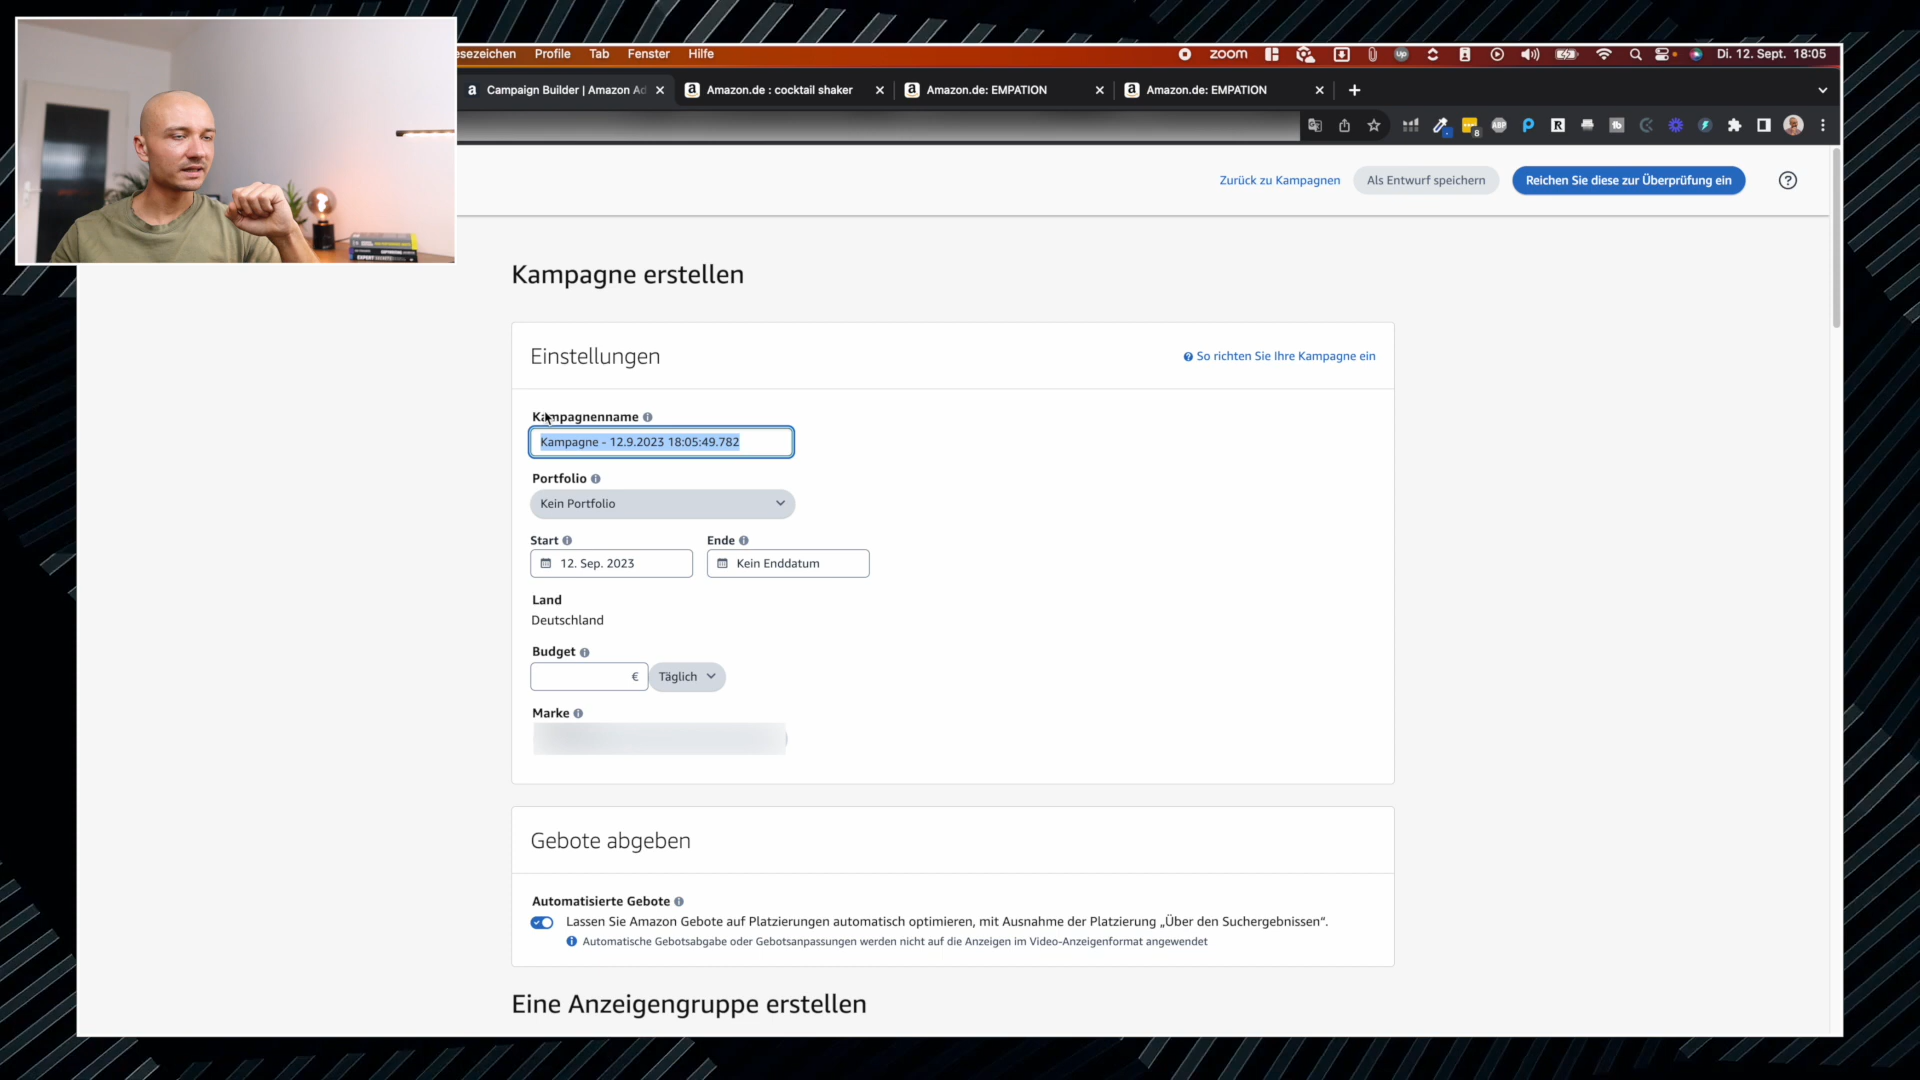 esezeichen Profile Tab Fenster Hilfe
zoom Di. 12. Sept. 18:05
Campaign Builder | Amazon Ad
Amazon.de : cocktail shaker
Amazon.de: EMPATION
Amazon.de: EMPATION
Zurück zu Kampagnen
Als Entwurf speichern
Reichen Sie diese zur Überprüfung ein
Kampagne erstellen
Einstellungen
So richten Sie Ihre Kampagne ein
Kampagnenname
Kampagne - 12.9.2023 18:05:49.782
Portfolio
Kein Portfolio
Start Ende
12. Sep. 2023 Kein Enddatum
Land
Deutschland
Budget
€ Täglich
Marke
Gebote abgeben
Automatisierte Gebote
Lassen Sie Amazon Gebote auf Platzierungen automatisch optimieren, mit Ausnahme der Platzierung „Über den Suchergebnissen“.
Automatische Gebotsabgabe oder Gebotsanpassungen werden nicht auf die Anzeigen im Video-Anzeigenformat angewendet
Eine Anzeigengruppe erstellen